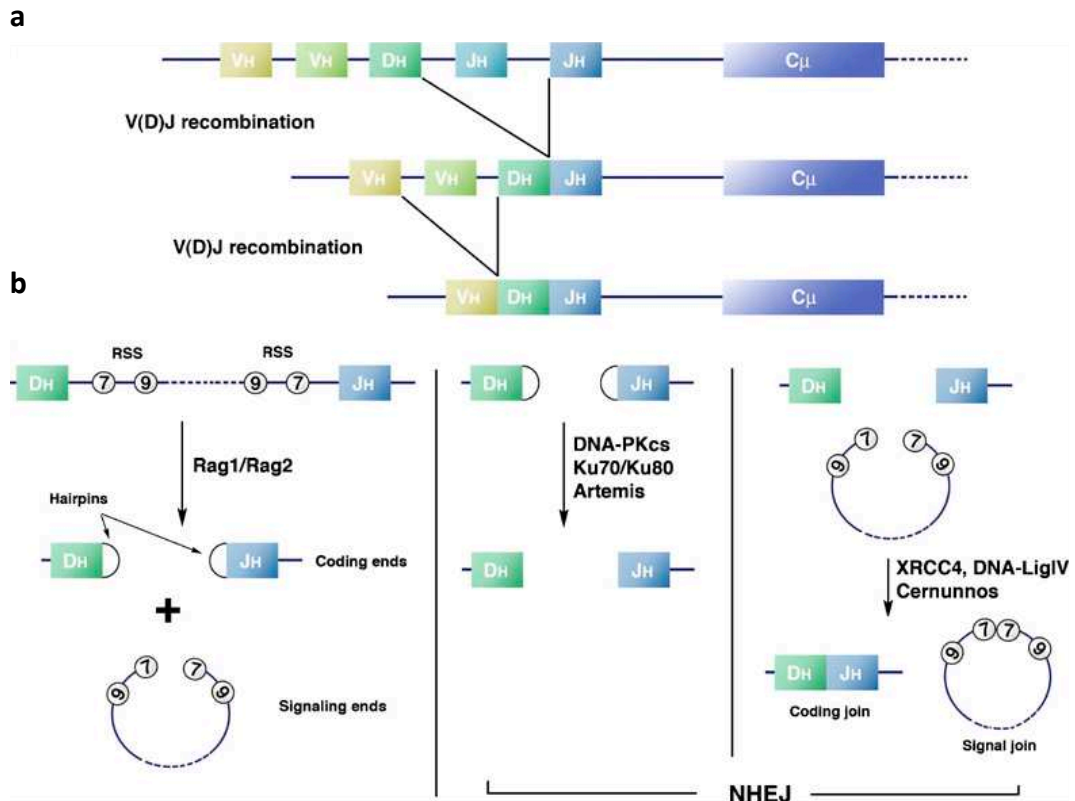 a
VH VH DH JH JH Cμ
V(D)J recombination
VH VH DH JH Cμ
V(D)J recombination
VH DH JH Cμ
b
RSS RSS
DH 7 9 9 7 JH
Rag1/Rag2
Hairpins
DH JH Coding ends
+
7 7
9 9
Signaling ends
DH JH
DNA-PKcs
Ku70/Ku80
Artemis
DH JH
DH JH
7 7
9 9
XRCC4, DNA-LigIV
Cernunnos
DH JH
Coding join
7 7
9 9
Signal join
NHEJ